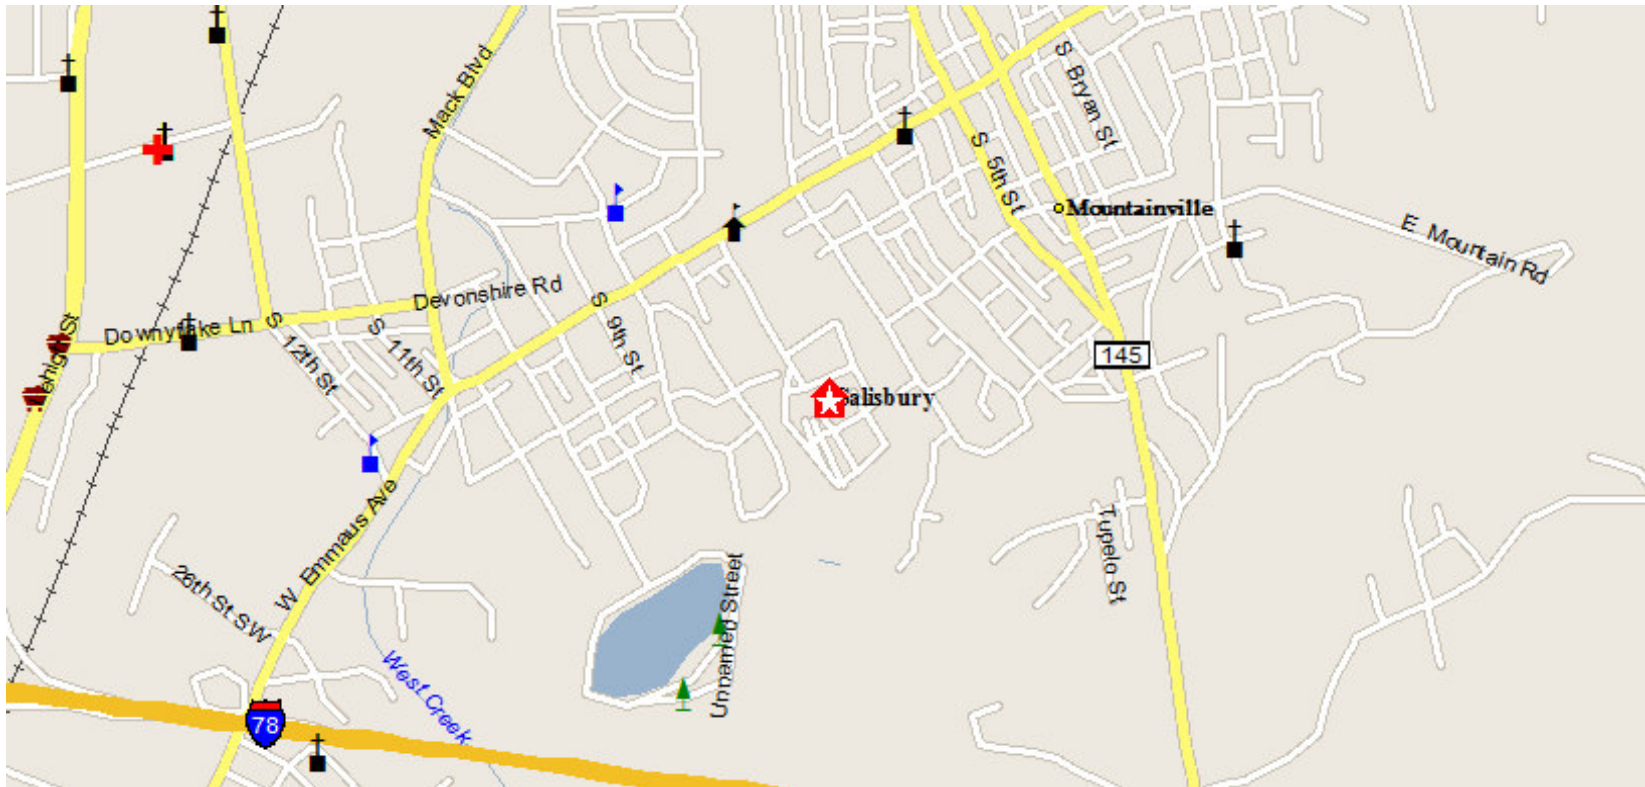 Mack Blvd
S Bryan St
S 5th St
Mountainville
E Mountain Rd
Devonshire Rd
Downyflake Ln
S 12th St
S 11th St
S 9th St
145
Salisbury
W Emmaus Ave
Tupelo St
26th St SW
Unnamed Street
West Creek
78